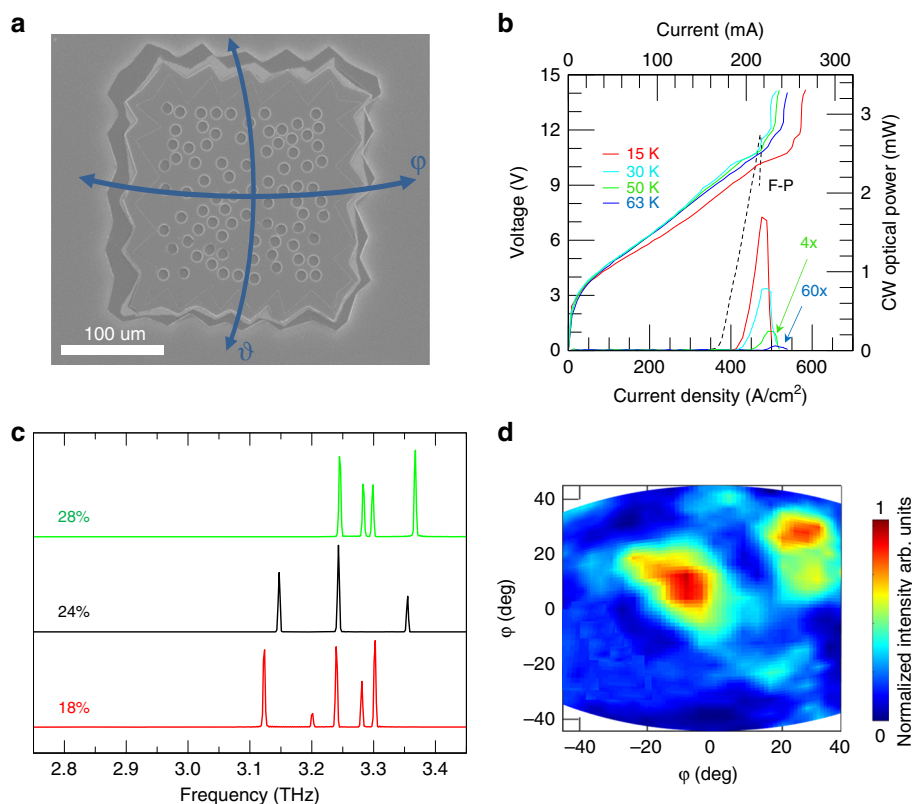 a
φ
ϑ
100 um
b
Current (mA)
0 100 200 300
15
12
9
6
3
0
Voltage (V)
3
2
1
0
CW optical power (mW)
15 K
30 K
50 K
63 K
F-P
4x
60x
0 200 400 600
Current density (A/cm2)
c
28%
24%
18%
2.8 2.9 3.0 3.1 3.2 3.3 3.4
Frequency (THz)
d
40
20
0
−20
−40
φ (deg)
−40 −20 0 20 40
φ (deg)
1
0
Normalized intensity arb. units